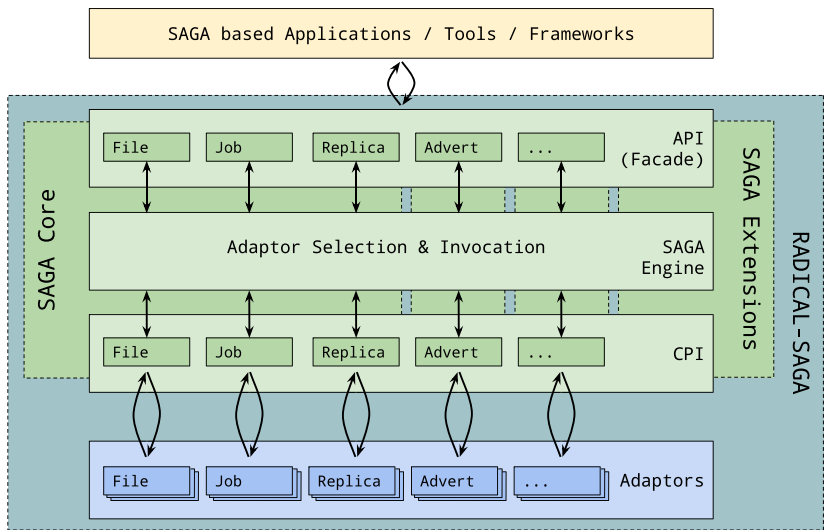 SAGA based Applications / Tools / Frameworks
API
(Facade)
File
Job
Replica
Advert
...
Adaptor Selection & Invocation
SAGA
Engine
File
Job
Replica
Advert
...
CPI
File
Job
Replica
Advert
...
Adaptors
SAGA Core
SAGA Extensions
RADICAL-SAGA